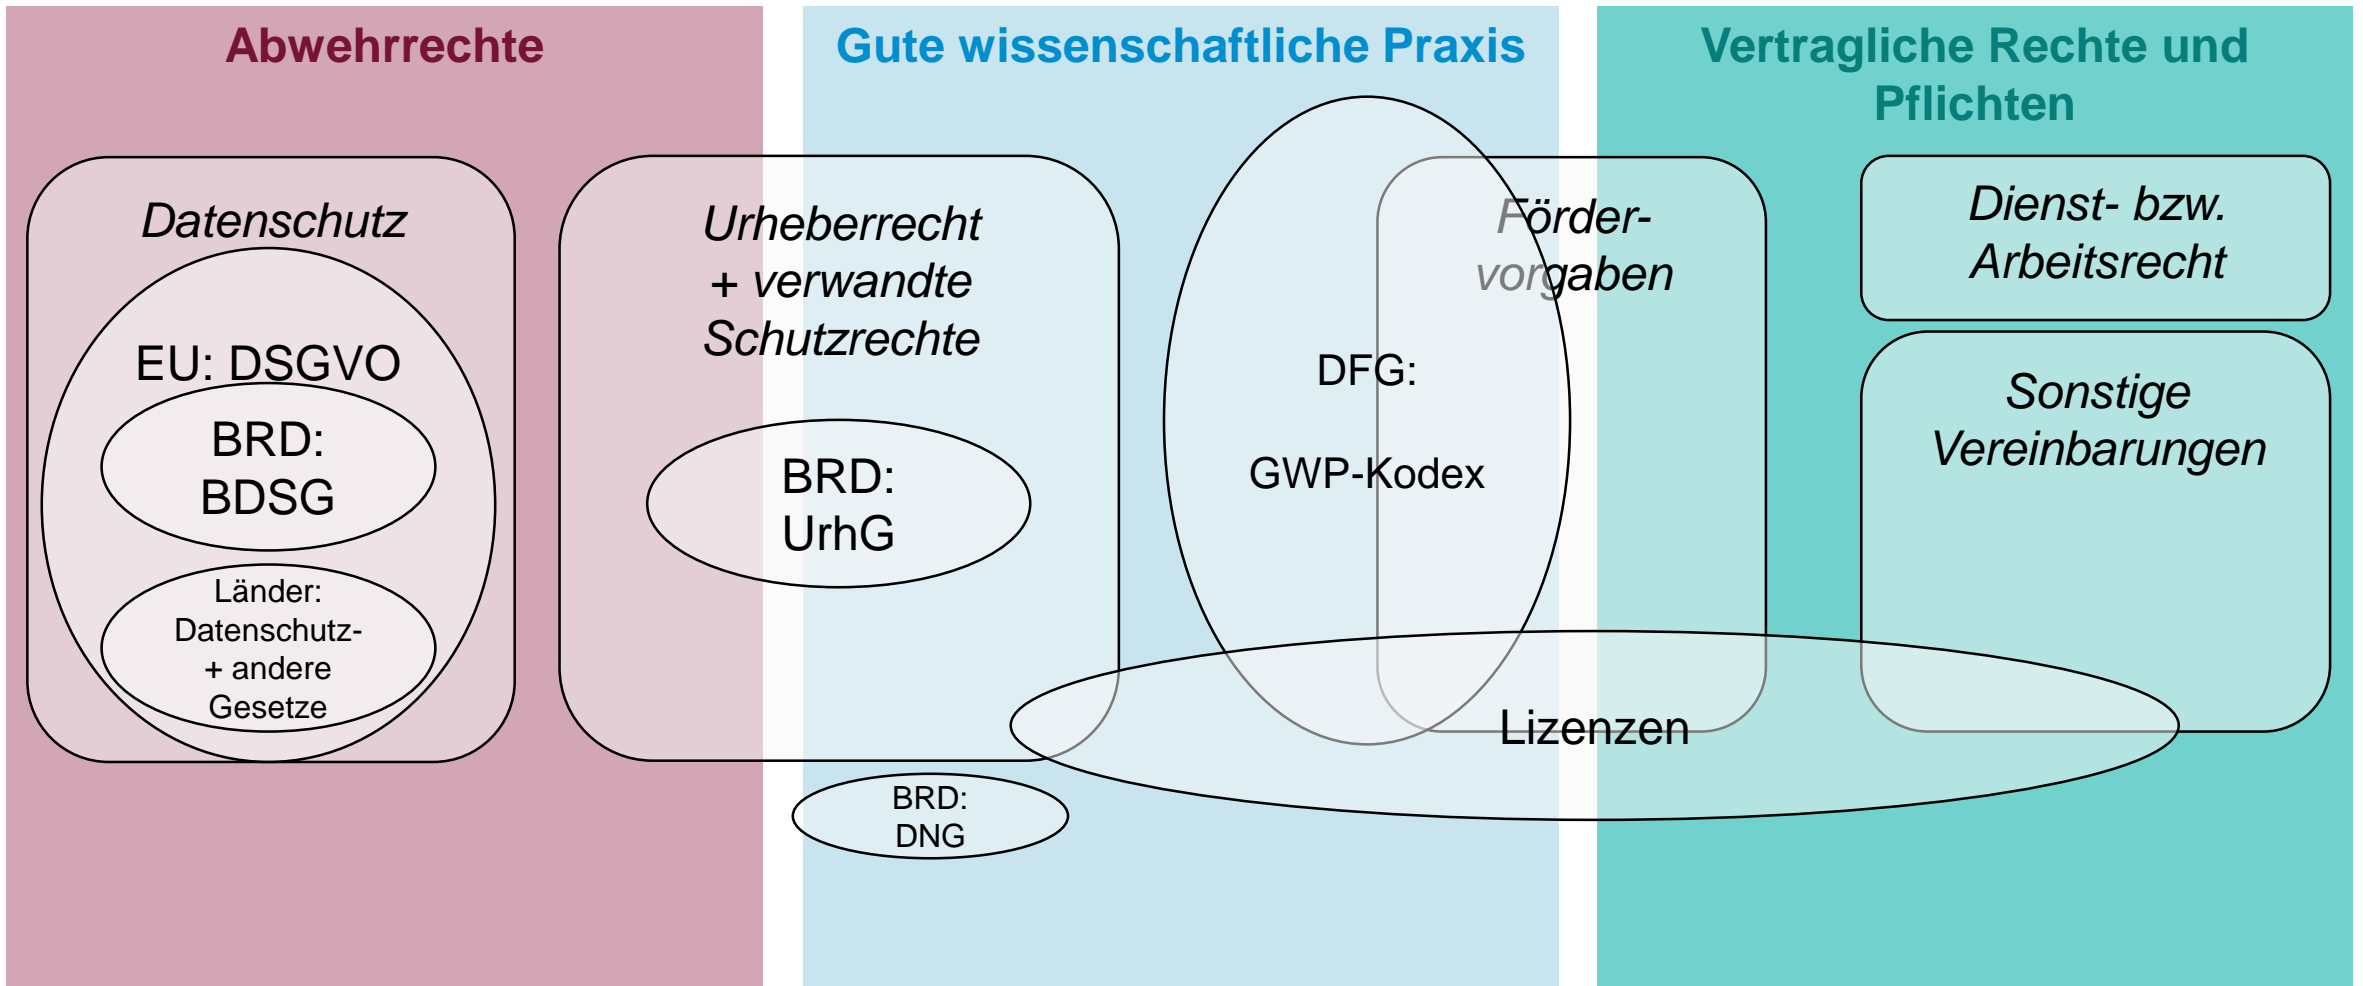 Abwehrrechte
Gute wissenschaftliche Praxis
Vertragliche Rechte und
Pflichten
Datenschutz
EU: DSGVO
BRD:
BDSG
Länder:
Datenschutz-
+ andere
Gesetze
Urheberrecht
+ verwandte
Schutzrechte
BRD:
UrhG
BRD:
DNG
DFG:
GWP-Kodex
Förder-
vorgaben
Lizenzen
Dienst- bzw.
Arbeitsrecht
Sonstige
Vereinbarungen